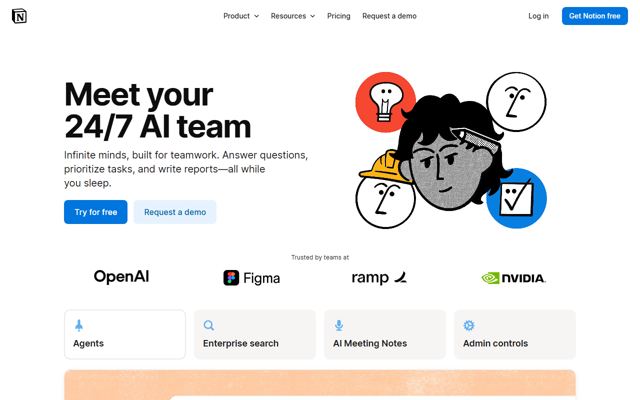 N
Product
Resources
Pricing
Request a demo
Log in
Get Notion free
Meet your
24/7 AI team
Infinite minds, built for teamwork. Answer questions,
prioritize tasks, and write reports—all while
you sleep.
Try for free
Request a demo
Trusted by teams at
OpenAI
Figma
ramp
NVIDIA.
Agents
Enterprise search
AI Meeting Notes
Admin controls